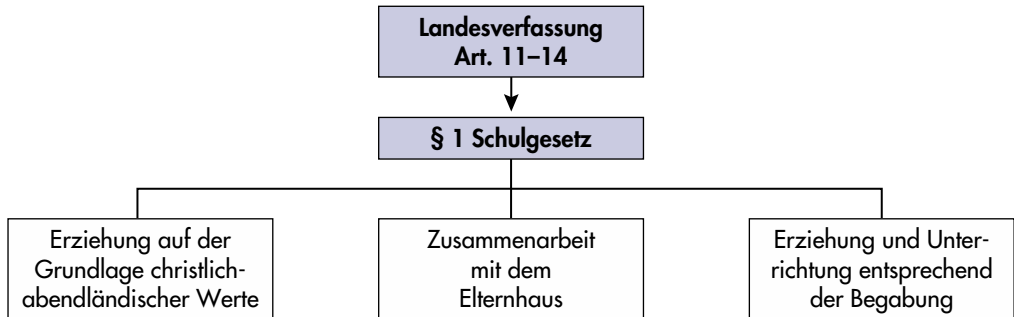 Landesverfassung
Art. 11–14
§ 1 Schulgesetz
Erziehung auf der
Grundlage christlich-
abendländischer Werte
Zusammenarbeit
mit dem
Elternhaus
Erziehung und Unter-
richtung entsprechend
der Begabung